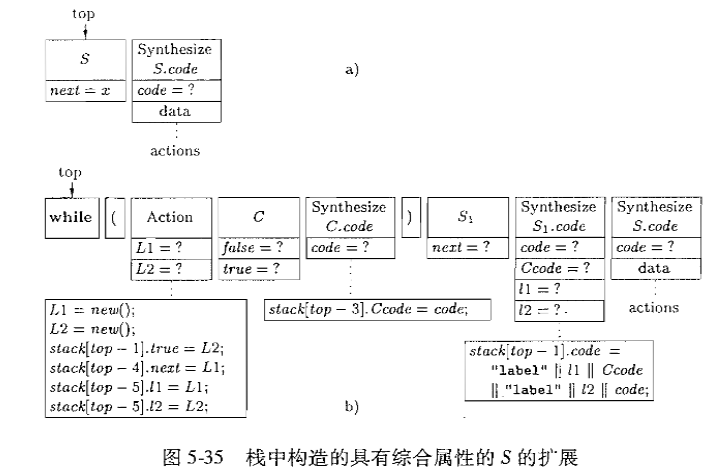 top
S
next = x
Synthesize
S.code
code = ?
data
actions
a)
top
while
(
Action
L1 = ?
L2 = ?
C
false = ?
true = ?
Synthesize
C.code
code = ?
)
S₁
next = ?
Synthesize
S₁.code
code = ?
Ccode = ?
l1 = ?
l2 = ?
Synthesize
S.code
code = ?
data
actions
L1 = new();
L2 = new();
stack[top − 1].true = L2;
stack[top − 4].next = L1;
stack[top − 5].l1 = L1;
stack[top − 5].l2 = L2;
stack[top − 3].Ccode = code;
stack[top − 1].code =
"label" || l1 || Ccode
|| "label" || l2 || code;
b)
图 5-35 栈中构造的具有综合属性的 S 的扩展